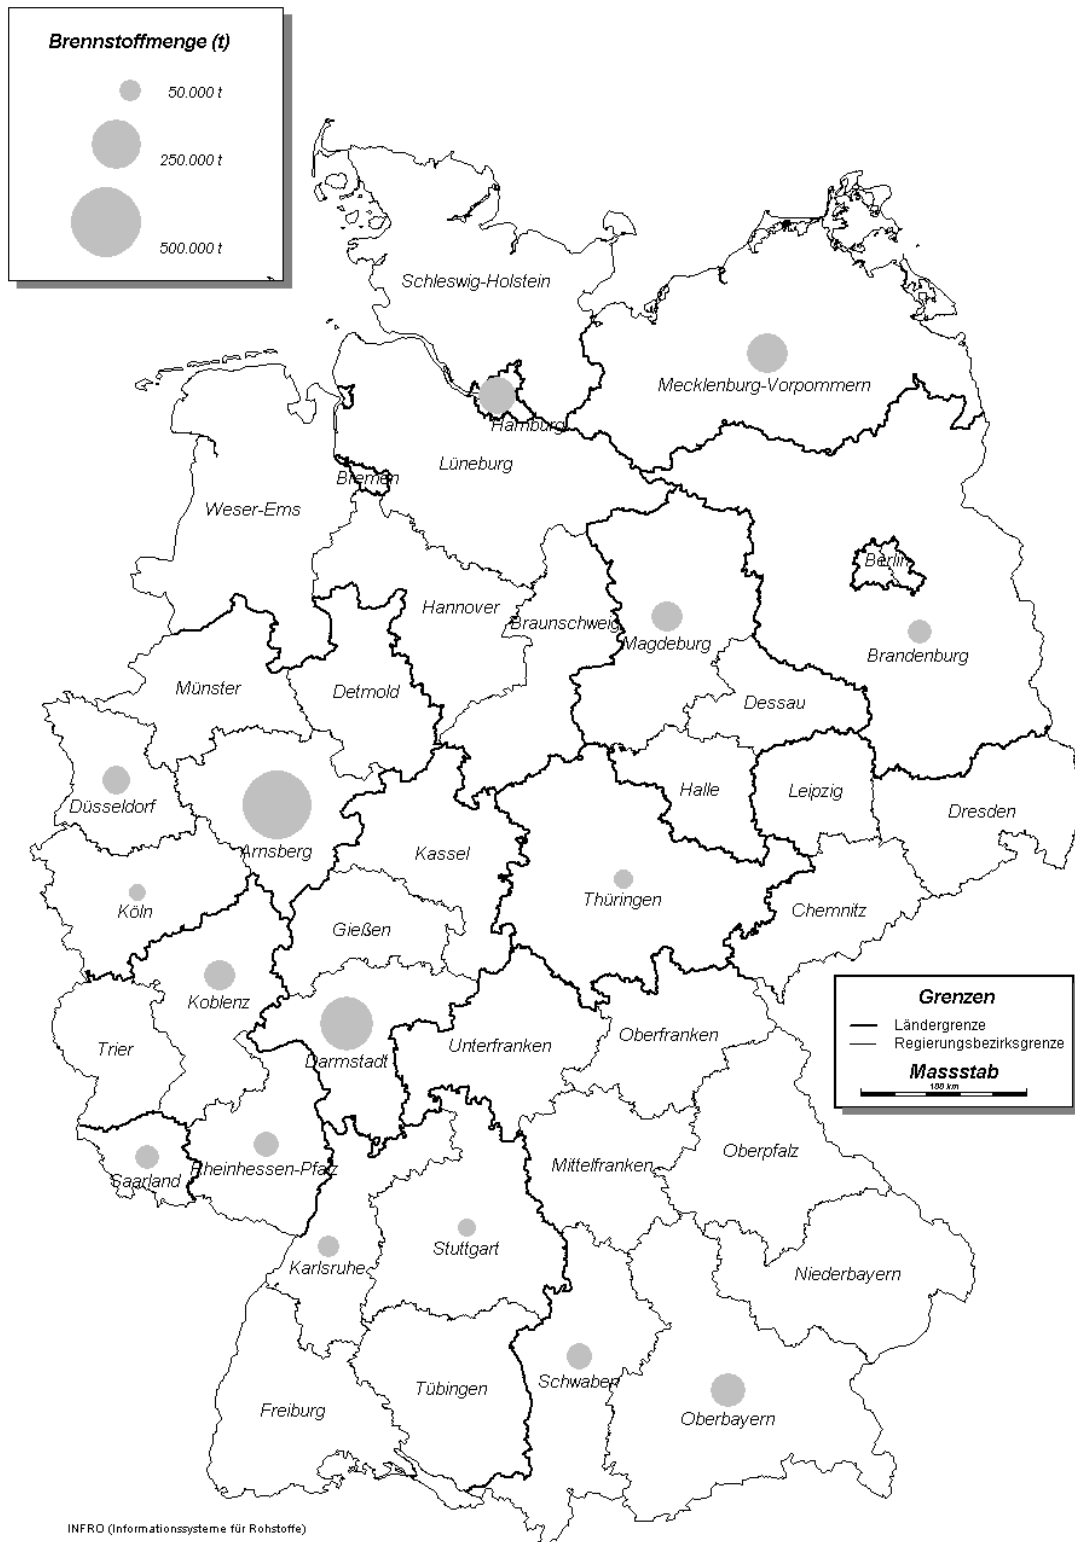 Brennstoffmenge (t)
50.000 t
250.000 t
500.000 t
Schleswig-Holstein
Mecklenburg-Vorpommern
Hamburg
Lüneburg
Bremen
Weser-Ems
Berlin
Hannover
Braunschweig
Magdeburg
Brandenburg
Münster
Detmold
Dessau
Düsseldorf
Halle
Leipzig
Dresden
Arnsberg
Kassel
Köln
Thüringen
Chemnitz
Gießen
Koblenz
Grenzen
Ländergrenze
Regierungsbezirksgrenze
Massstab
188 km
Trier
Darmstadt
Unterfranken
Oberfranken
Saarland
Rheinhessen-Pfalz
Mittelfranken
Oberpfalz
Karlsruhe
Stuttgart
Niederbayern
Freiburg
Tübingen
Schwaben
Oberbayern
INFRO (Informationssysteme für Rohstoffe)